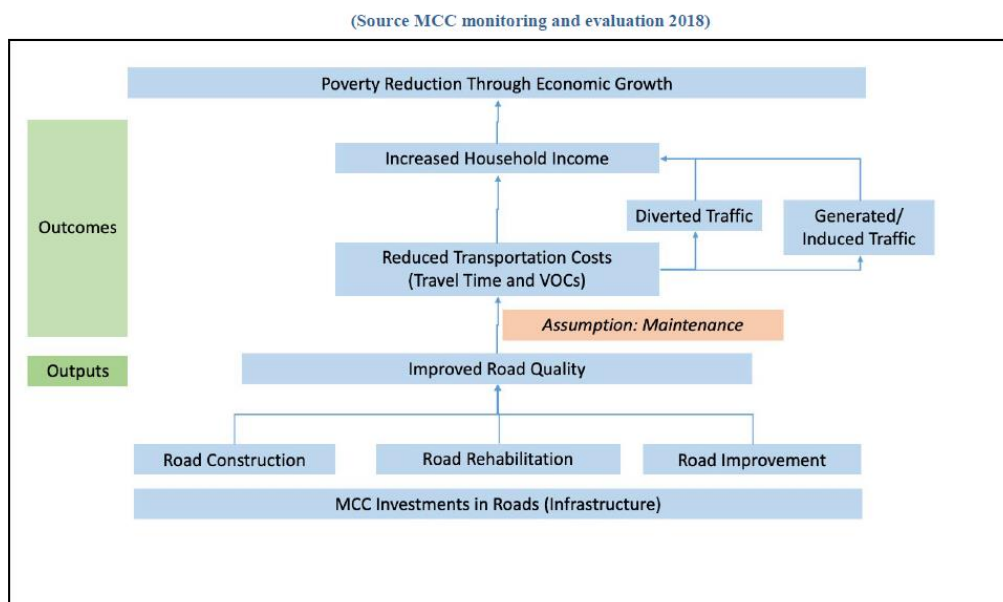 (Source MCC monitoring and evaluation 2018)
Poverty Reduction Through Economic Growth
Outcomes
Increased Household Income
Diverted Traffic
Generated/
Induced Traffic
Reduced Transportation Costs
(Travel Time and VOCs)
Assumption: Maintenance
Outputs
Improved Road Quality
Road Construction
Road Rehabilitation
Road Improvement
MCC Investments in Roads (Infrastructure)